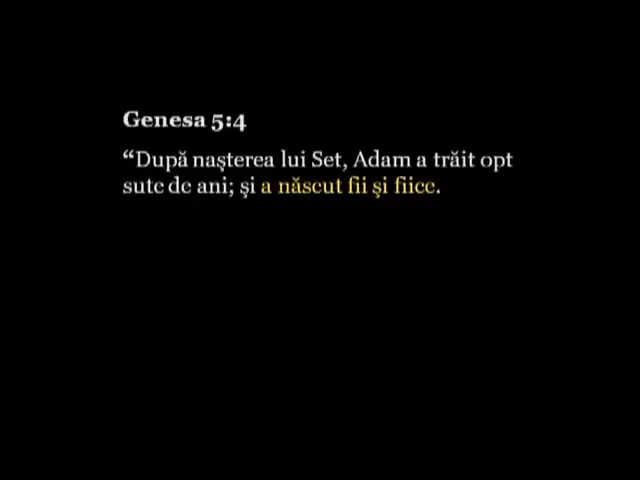 Genesa 5:4
“După naşterea lui Set, Adam a trăit opt
sute de ani; şi a născut fii şi fiice.